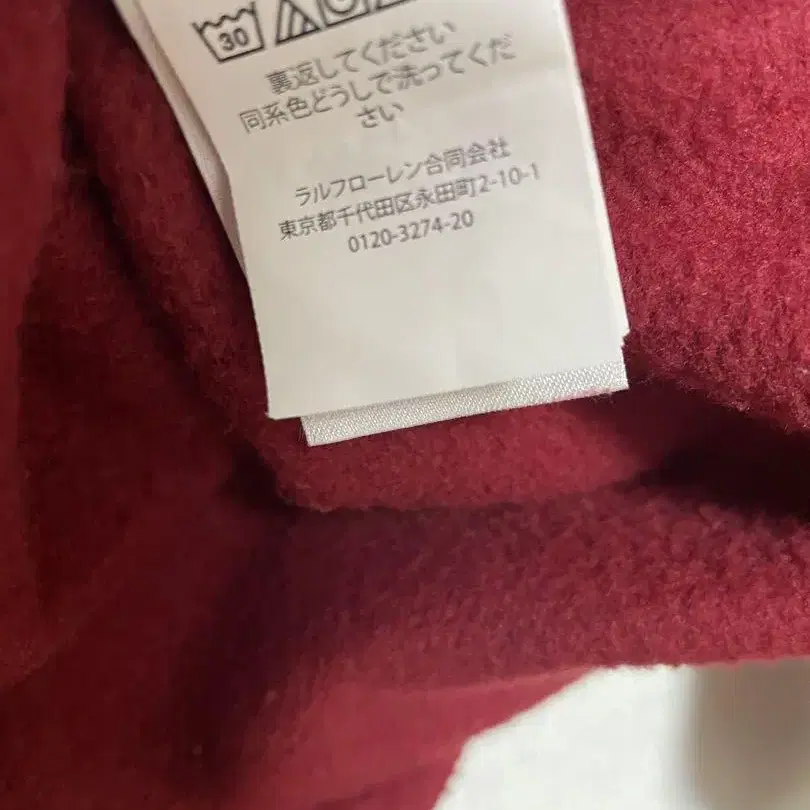 30
裏返してください
同系色どうしで洗ってくだ
さい
ラルフローレン合同会社
東京都千代田区永田町2-10-1
0120-3274-20